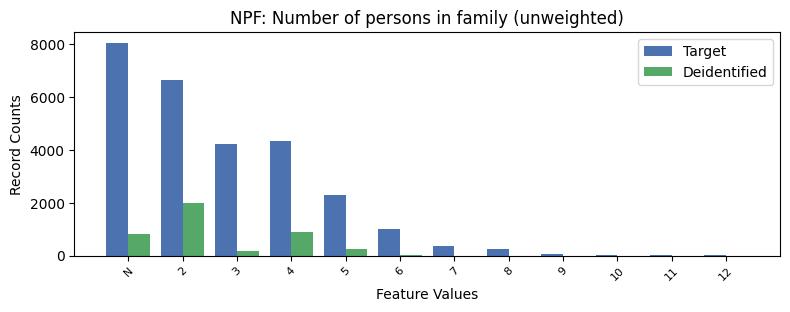 NPF: Number of persons in family (unweighted)
Target
Deidentified
Record Counts
8000
6000
4000
2000
0
N 2 3 4 5 6 7 8 9 10 11 12
Feature Values